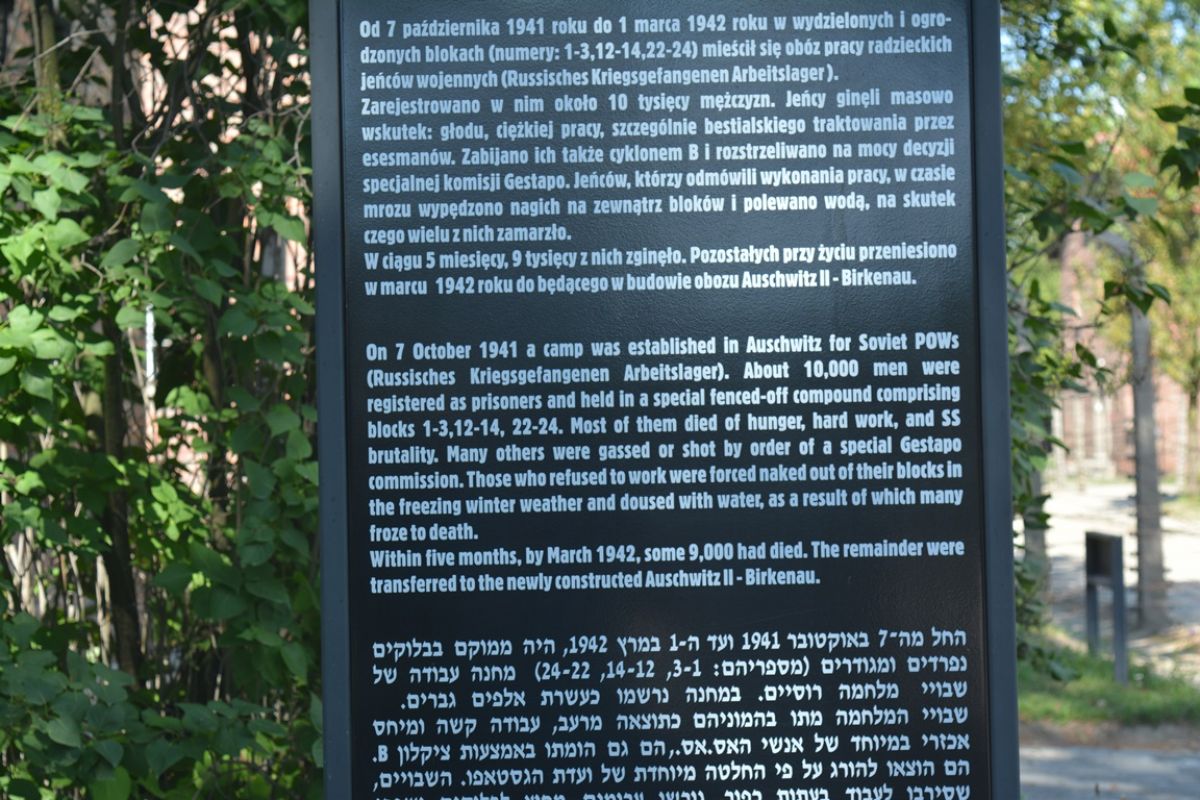 Od 7 października 1941 roku do 1 marca 1942 roku w wydzielonych i ogro-
dzonych blokach (numery: 1-3,12-14,22-24) mieścił się obóz pracy radzieckich
jeńców wojennych (Russisches Kriegsgefangenen Arbeitslager).
Zarejestrowano w nim około 10 tysięcy mężczyzn. Jeńcy ginęli masowo
wskutek: głodu, ciężkiej pracy, szczególnie bestialskiego traktowania przez
esesmanów. Zabijano ich także cyklonem B i rozstrzeliwano na mocy decyzji
specjalnej komisji Gestapo. Jeńców, którzy odmówili wykonania pracy, w czasie
mrozu wypędzono nagich na zewnątrz bloków i polewano wodą, na skutek
czego wielu z nich zamarzło.
W ciągu 5 miesięcy, 9 tysięcy z nich zginęło. Pozostałych przy życiu przeniesiono
w marcu 1942 roku do będącego w budowie obozu Auschwitz II - Birkenau.
On 7 October 1941 a camp was established in Auschwitz for Soviet POWs
(Russisches Kriegsgefangenen Arbeitslager). About 10,000 men were
registered as prisoners and held in a special fenced-off compound comprising
blocks 1-3,12-14, 22-24. Most of them died of hunger, hard work, and SS
brutality. Many others were gassed or shot by order of a special Gestapo
commission. Those who refused to work were forced naked out of their blocks in
the freezing winter weather and doused with water, as a result of which many
froze to death.
Within five months, by March 1942, some 9,000 had died. The remainder were
transferred to the newly constructed Auschwitz II - Birkenau.
החל מה־7 באוקטובר 1941 ועד ה-1 במרץ 1942, היה ממוקם בבלוקים
נפרדים ומגודרים (מספריהם: 3-1, 14-12, 24-22) מחנה עבודה של
שבויי מלחמה רוסיים. במחנה נרשמו כעשרת אלפים גברים.
שבויי המלחמה מתו בהמוניהם כתוצאה מרעב, עבודה קשה ומיחס
אכזרי במיוחד של אנשי האס.אס.,הם גם הומתו באמצעות ציקלון B.
הם הוצאו להורג על פי החלטה מיוחדת של ועדת הגסטאפו. השבויים,
שסירבו לעבוד בעתות כפור,